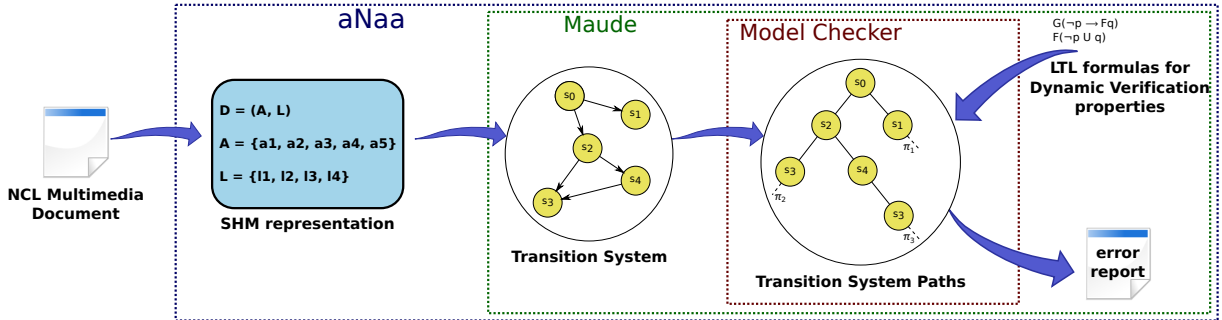 aNaa
Maude
Model Checker
G(¬p → Fq)
F(¬p U q)
LTL formulas for
Dynamic Verification
properties
NCL Multimedia
Document
D = (A, L)
A = {a1, a2, a3, a4, a5}
L = {l1, l2, l3, l4}
SHM representation
s0
s1
s2
s4
s3
Transition System
s0
s2
s1
π1
s3
s4
π2
s3
π3
Transition System Paths
error
report